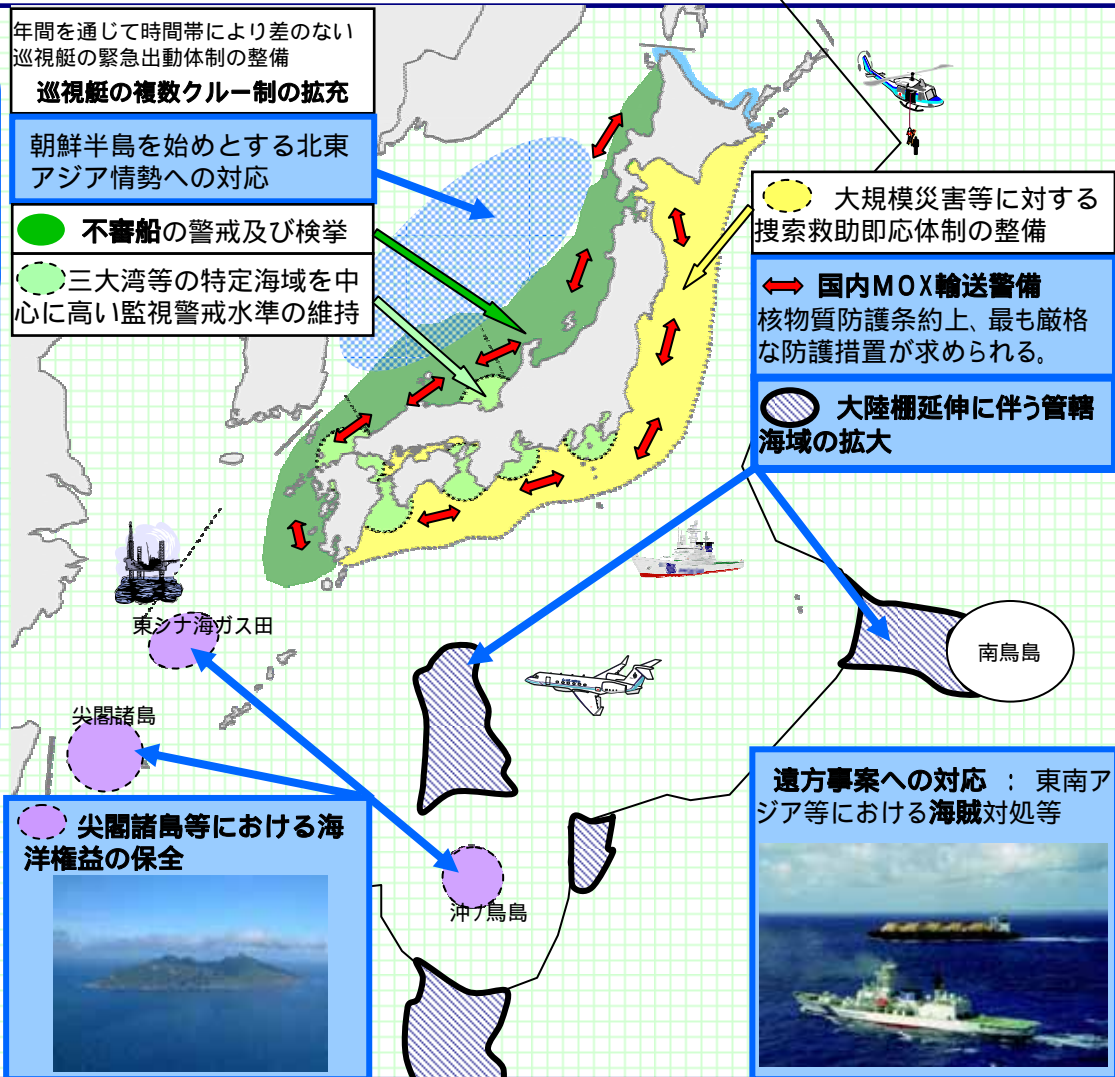 年間を通じて時間帯により差のない
巡視艇の緊急出動体制の整備
巡視艇の複数クルー制の拡充
朝鮮半島を始めとする北東
アジア情勢への対応
不審船の警戒及び検挙
三大湾等の特定海域を中
心に高い監視警戒水準の維持
大規模災害等に対する
捜索救助即応体制の整備
国内MOX輸送警備
核物質防護条約上、最も厳格
な防護措置が求められる。
大陸棚延伸に伴う管轄
海域の拡大
東シナ海ガス田
南鳥島
尖閣諸島
尖閣諸島等における海
洋権益の保全
沖ノ鳥島
遠方事案への対応 : 東南ア
ジア等における海賊対処等